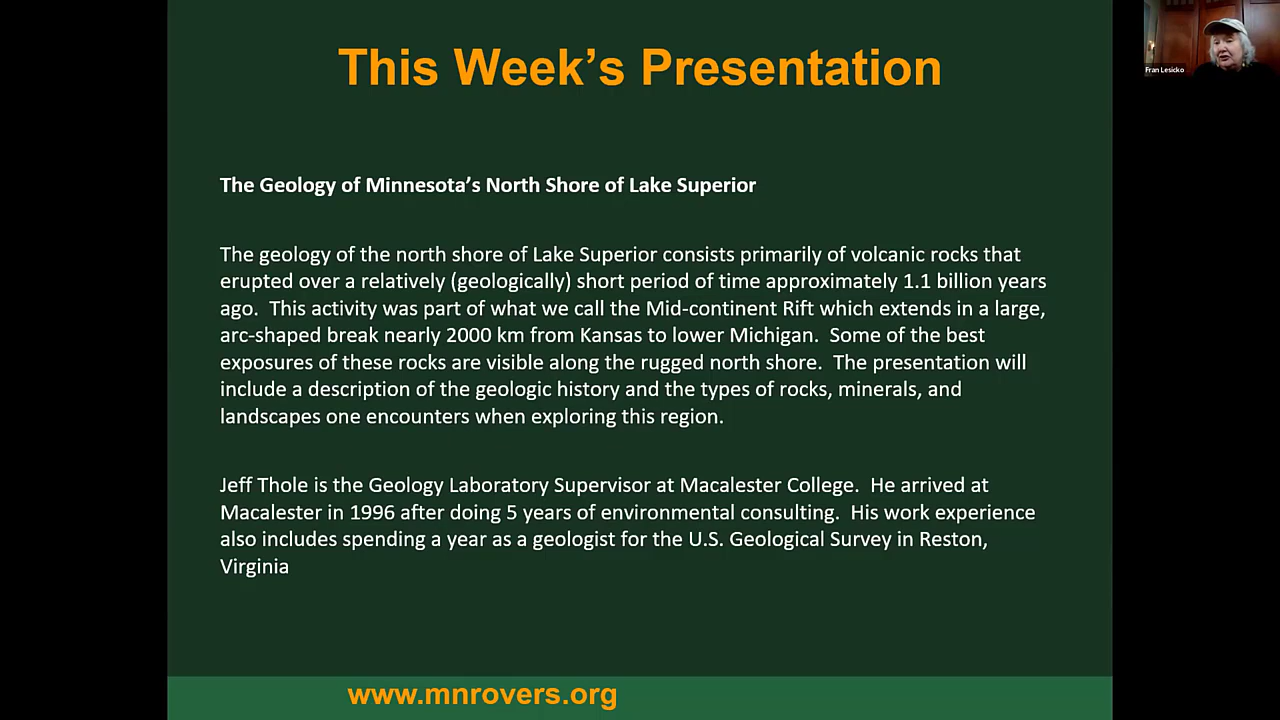 This Week’s Presentation
Fran Lesicko
The Geology of Minnesota’s North Shore of Lake Superior
The geology of the north shore of Lake Superior consists primarily of volcanic rocks that
erupted over a relatively (geologically) short period of time approximately 1.1 billion years
ago.  This activity was part of what we call the Mid-continent Rift which extends in a large,
arc-shaped break nearly 2000 km from Kansas to lower Michigan.  Some of the best
exposures of these rocks are visible along the rugged north shore.  The presentation will
include a description of the geologic history and the types of rocks, minerals, and
landscapes one encounters when exploring this region.
Jeff Thole is the Geology Laboratory Supervisor at Macalester College.  He arrived at
Macalester in 1996 after doing 5 years of environmental consulting.  His work experience
also includes spending a year as a geologist for the U.S. Geological Survey in Reston,
Virginia
www.mnrovers.org